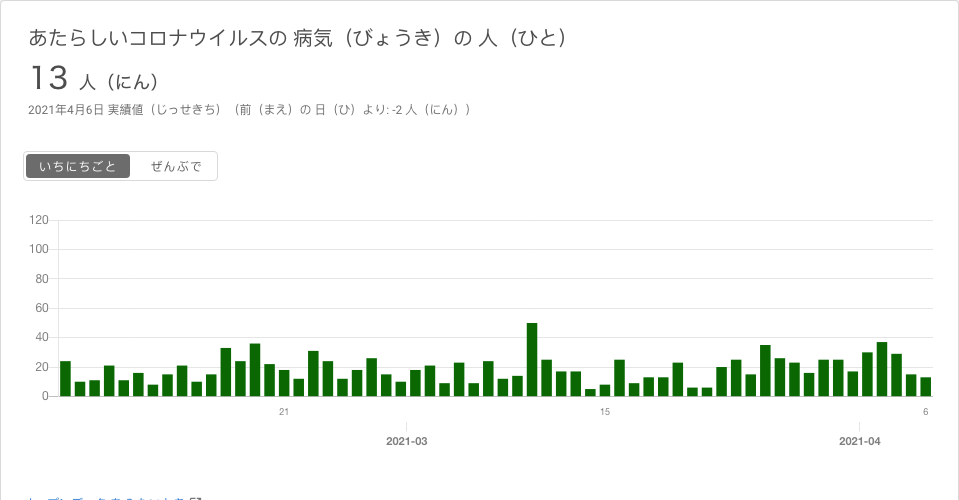 あたらしいコロナウイルスの 病気（びょうき）の 人（ひと）
13 人（にん）
2021年4月6日 実績値（じっせきち）（前（まえ）の 日（ひ）より: -2 人（にん））
いちにちごと ぜんぶで
120
100
80
60
40
20
0
21 15 6
2021-03 2021-04